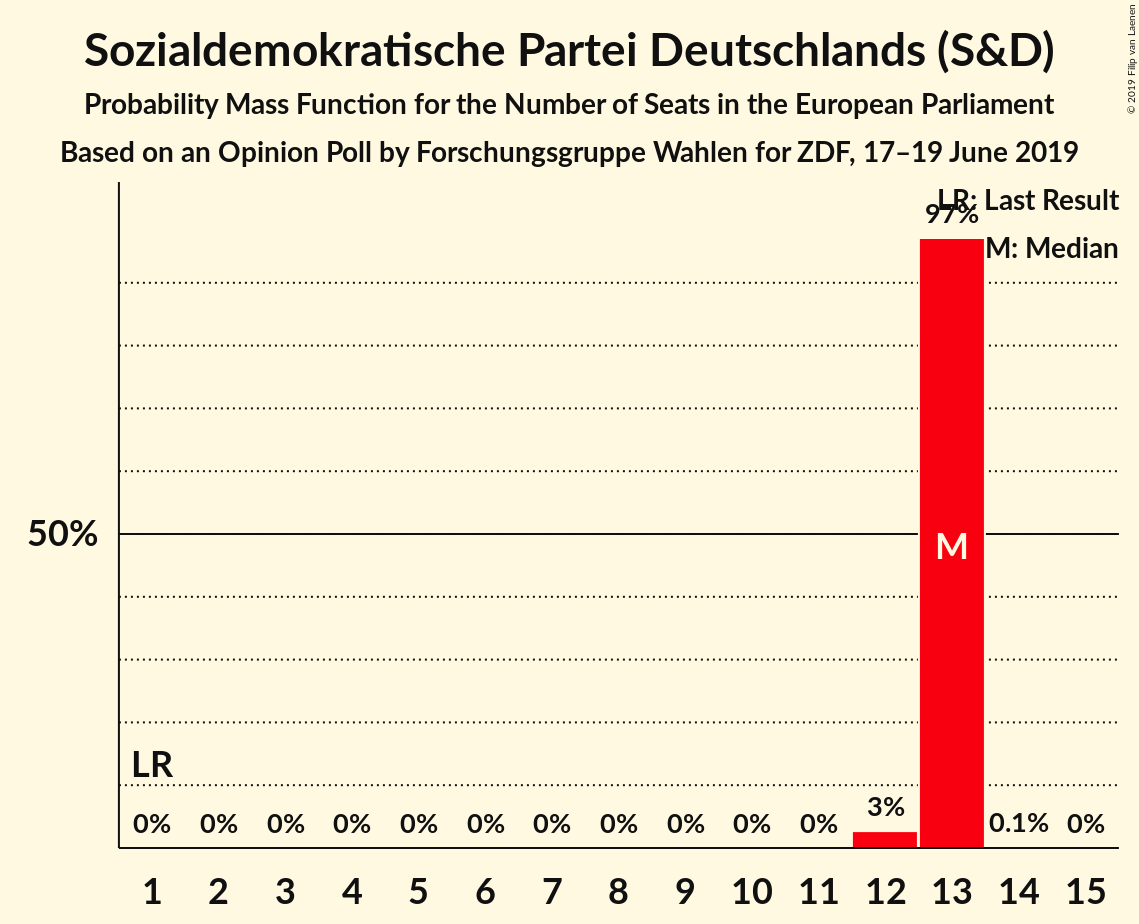 Sozialdemokratische Partei Deutschlands (S&D)
Probability Mass Function for the Number of Seats in the European Parliament
Based on an Opinion Poll by Forschungsgruppe Wahlen for ZDF, 17–19 June 2019
© 2019 Filip van Laenen
LR: Last Result
97%
M: Median
50%
M
LR
0% 0% 0% 0% 0% 0% 0% 0% 0% 0% 0% 3% 0.1% 0%
1 2 3 4 5 6 7 8 9 10 11 12 13 14 15